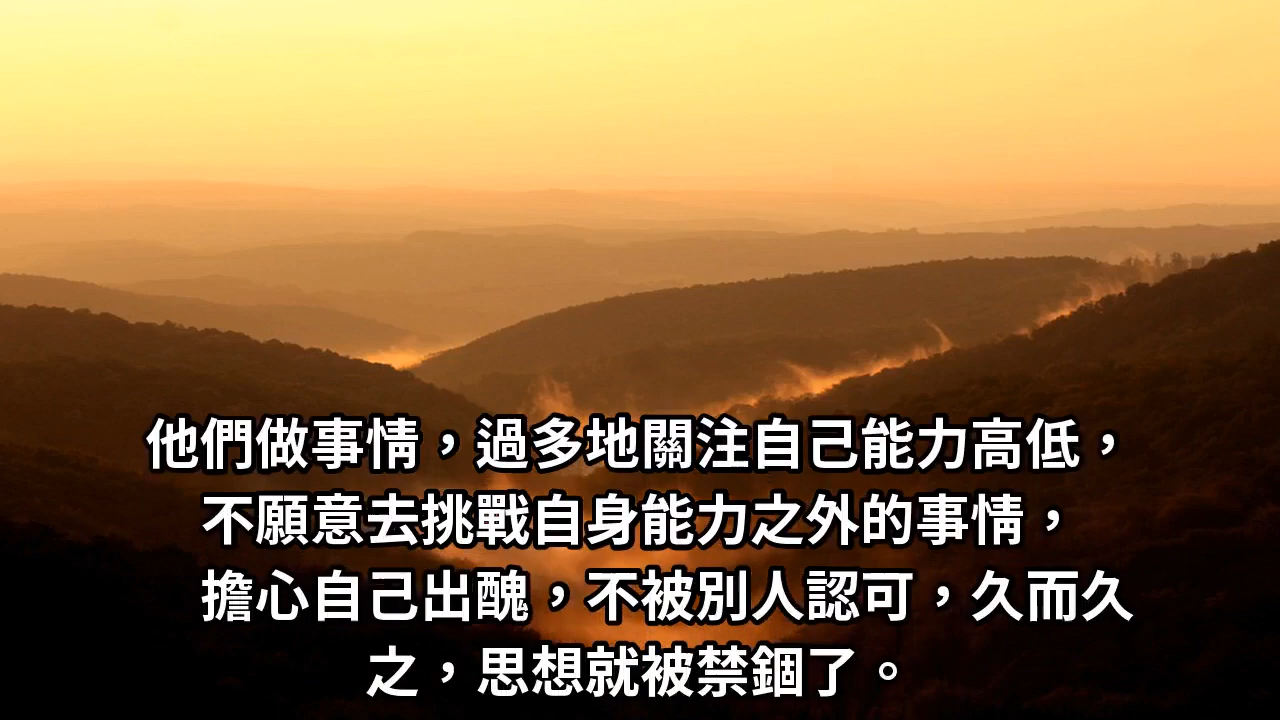 他們做事情，過多地關注自己能力高低，
不願意去挑戰自身能力之外的事情，
擔心自己出醜，不被別人認可，久而久
之，思想就被禁錮了。